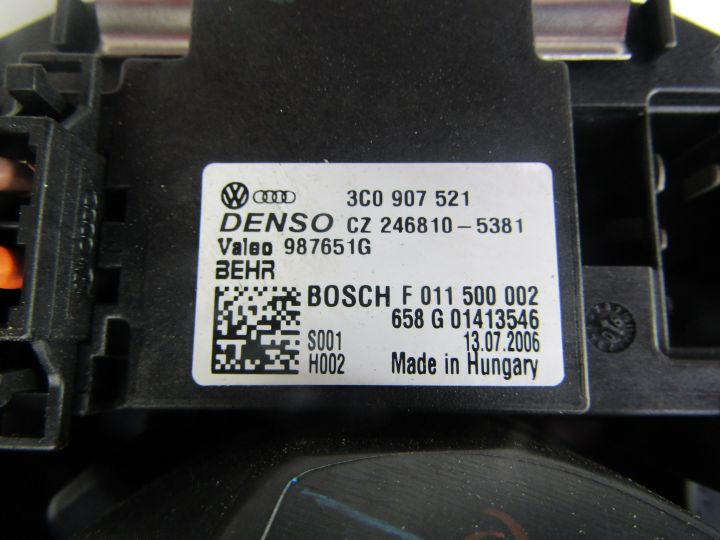 3C0 907 521
DENSO CZ 246810-5381
Valeo 987651G
BEHR
BOSCH F 011 500 002
658 G 01413546
S001 13.07.2006
H002 Made in Hungary